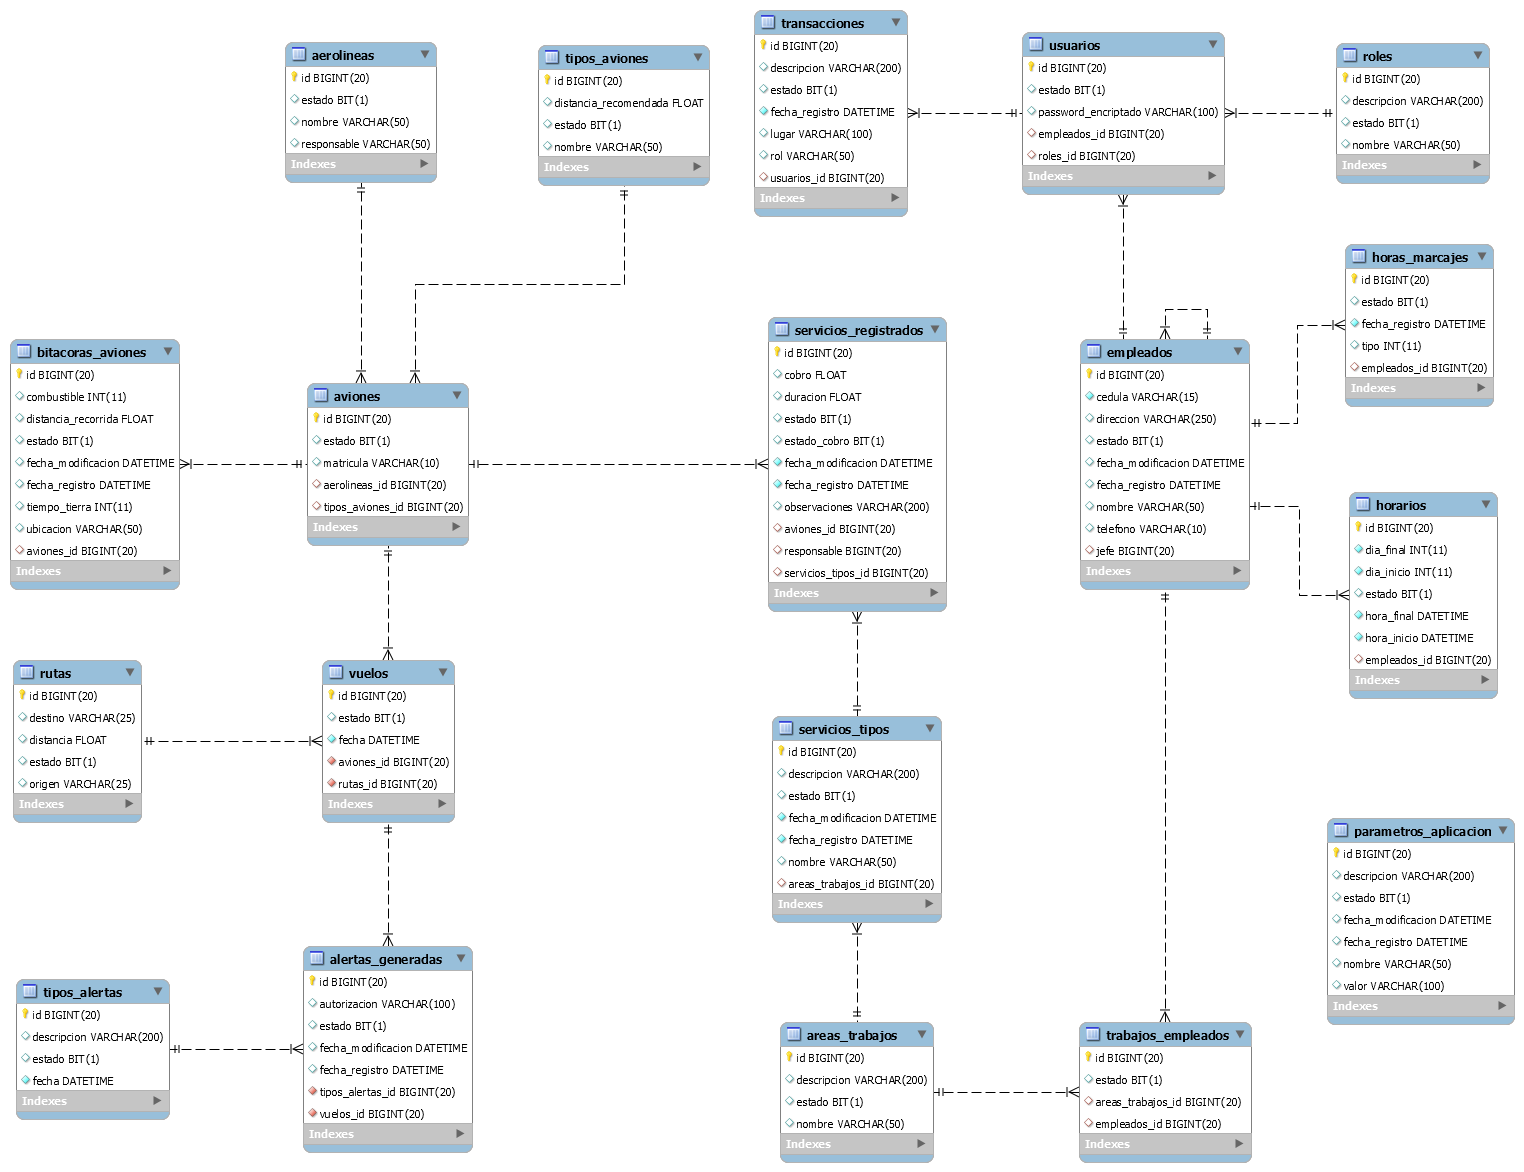 aerolineas
id BIGINT(20)
estado BIT(1)
nombre VARCHAR(50)
responsable VARCHAR(50)
Indexes
tipos_aviones
id BIGINT(20)
distancia_recomendada FLOAT
estado BIT(1)
nombre VARCHAR(50)
Indexes
transacciones
id BIGINT(20)
descripcion VARCHAR(200)
estado BIT(1)
fecha_registro DATETIME
lugar VARCHAR(100)
rol VARCHAR(50)
usuarios_id BIGINT(20)
Indexes
usuarios
id BIGINT(20)
estado BIT(1)
password_encriptado VARCHAR(100)
empleados_id BIGINT(20)
roles_id BIGINT(20)
Indexes
roles
id BIGINT(20)
descripcion VARCHAR(200)
estado BIT(1)
nombre VARCHAR(50)
Indexes
horas_marcajes
id BIGINT(20)
estado BIT(1)
fecha_registro DATETIME
tipo INT(11)
empleados_id BIGINT(20)
Indexes
bitacoras_aviones
id BIGINT(20)
combustible INT(11)
distancia_recorrida FLOAT
estado BIT(1)
fecha_modificacion DATETIME
fecha_registro DATETIME
tiempo_tierra INT(11)
ubicacion VARCHAR(50)
aviones_id BIGINT(20)
Indexes
aviones
id BIGINT(20)
estado BIT(1)
matricula VARCHAR(10)
aerolineas_id BIGINT(20)
tipos_aviones_id BIGINT(20)
Indexes
servicios_registrados
id BIGINT(20)
cobro FLOAT
duracion FLOAT
estado BIT(1)
estado_cobro BIT(1)
fecha_modificacion DATETIME
fecha_registro DATETIME
observaciones VARCHAR(200)
aviones_id BIGINT(20)
responsable BIGINT(20)
servicios_tipos_id BIGINT(20)
Indexes
empleados
id BIGINT(20)
cedula VARCHAR(15)
direccion VARCHAR(250)
estado BIT(1)
fecha_modificacion DATETIME
fecha_registro DATETIME
nombre VARCHAR(50)
telefono VARCHAR(10)
jefe BIGINT(20)
Indexes
horarios
id BIGINT(20)
dia_final INT(11)
dia_inicio INT(11)
estado BIT(1)
hora_final DATETIME
hora_inicio DATETIME
empleados_id BIGINT(20)
Indexes
rutas
id BIGINT(20)
destino VARCHAR(25)
distancia FLOAT
estado BIT(1)
origen VARCHAR(25)
Indexes
vuelos
id BIGINT(20)
estado BIT(1)
fecha DATETIME
aviones_id BIGINT(20)
rutas_id BIGINT(20)
Indexes
servicios_tipos
id BIGINT(20)
descripcion VARCHAR(200)
estado BIT(1)
fecha_modificacion DATETIME
fecha_registro DATETIME
nombre VARCHAR(50)
areas_trabajos_id BIGINT(20)
Indexes
parametros_aplicacion
id BIGINT(20)
descripcion VARCHAR(200)
estado BIT(1)
fecha_modificacion DATETIME
fecha_registro DATETIME
nombre VARCHAR(50)
valor VARCHAR(100)
Indexes
tipos_alertas
id BIGINT(20)
descripcion VARCHAR(200)
estado BIT(1)
fecha DATETIME
Indexes
alertas_generadas
id BIGINT(20)
autorizacion VARCHAR(100)
estado BIT(1)
fecha_modificacion DATETIME
fecha_registro DATETIME
tipos_alertas_id BIGINT(20)
vuelos_id BIGINT(20)
Indexes
areas_trabajos
id BIGINT(20)
descripcion VARCHAR(200)
estado BIT(1)
nombre VARCHAR(50)
Indexes
trabajos_empleados
id BIGINT(20)
estado BIT(1)
areas_trabajos_id BIGINT(20)
empleados_id BIGINT(20)
Indexes